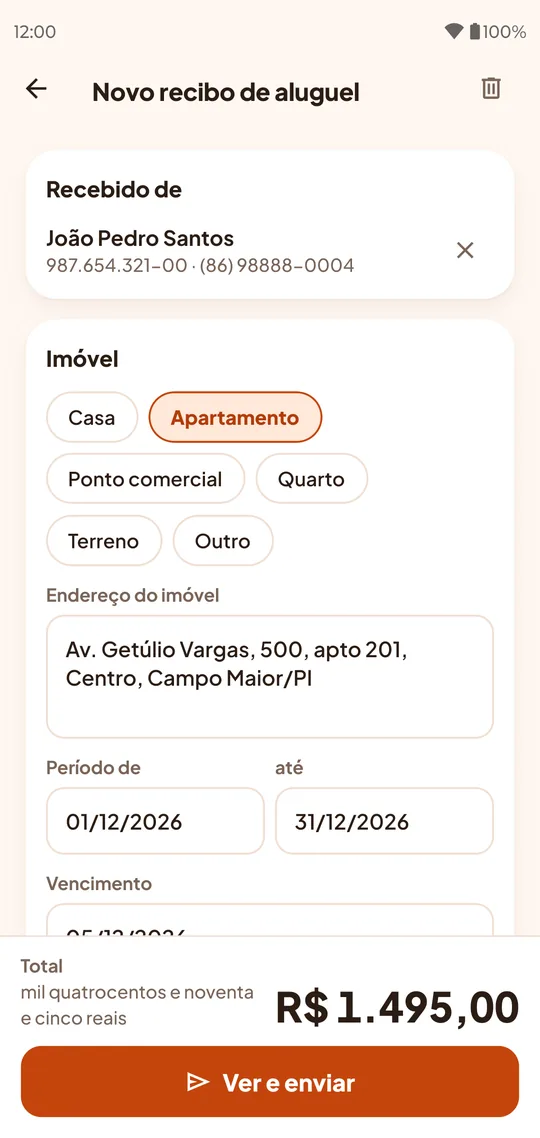 12:00
100%
Novo recibo de aluguel
Recebido de
João Pedro Santos
987.654.321-00 · (86) 98888-0004
Imóvel
Casa
Apartamento
Ponto comercial
Quarto
Terreno
Outro
Endereço do imóvel
Av. Getúlio Vargas, 500, apto 201,
Centro, Campo Maior/PI
Período de
até
01/12/2026
31/12/2026
Vencimento
05/12/2026
Total
mil quatrocentos e noventa
e cinco reais
R$ 1.495,00
Ver e enviar